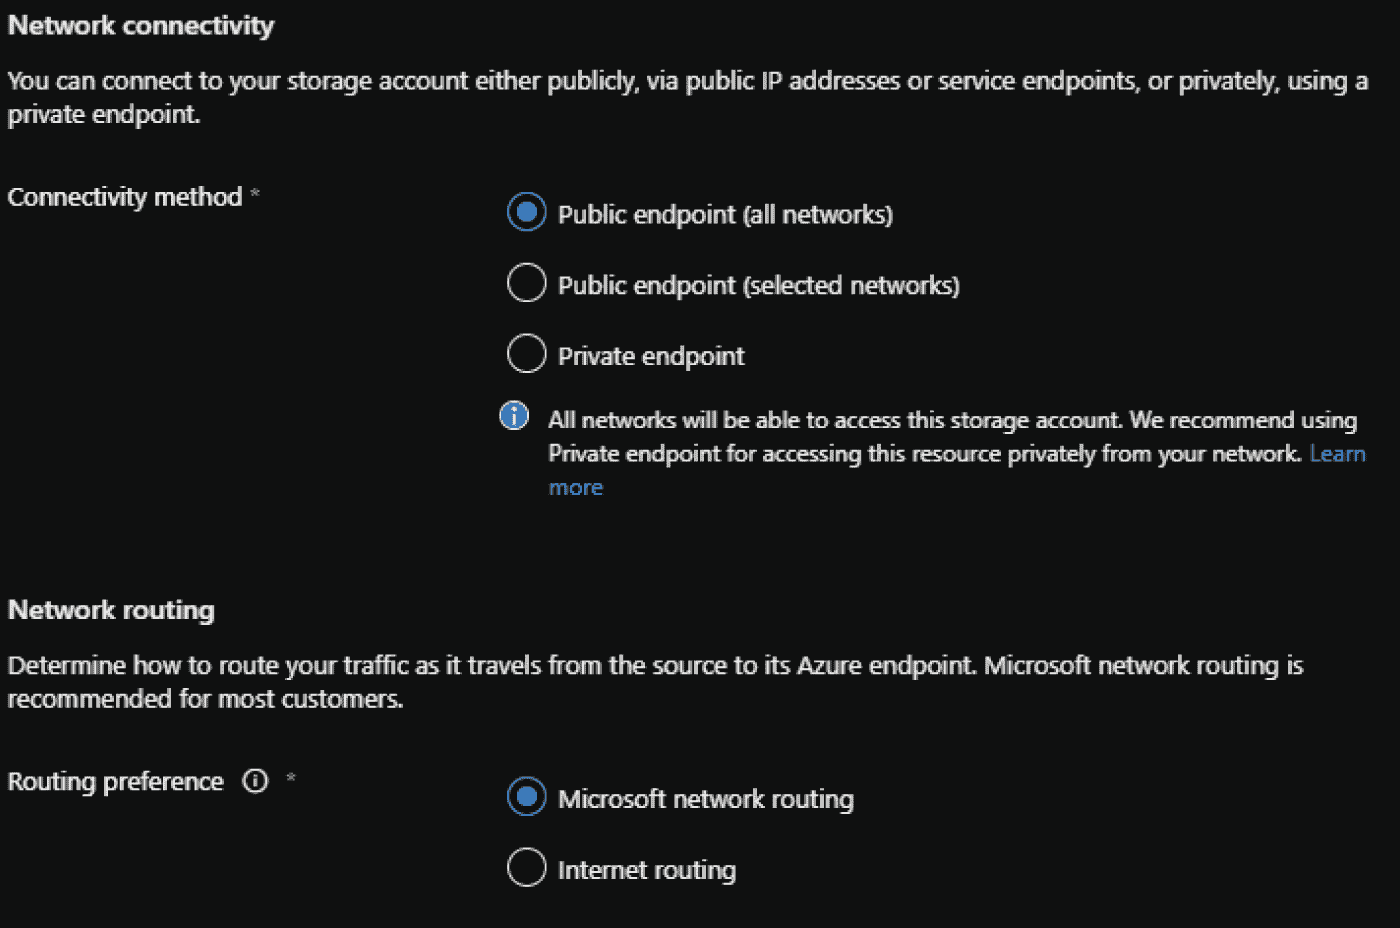 Network connectivity
You can connect to your storage account either publicly, via public IP addresses or service endpoints, or privately, using a
private endpoint.
Connectivity method *
Public endpoint (all networks)
Public endpoint (selected networks)
Private endpoint
All networks will be able to access this storage account. We recommend using
Private endpoint for accessing this resource privately from your network. Learn
more
Network routing
Determine how to route your traffic as it travels from the source to its Azure endpoint. Microsoft network routing is
recommended for most customers.
Routing preference *
Microsoft network routing
Internet routing